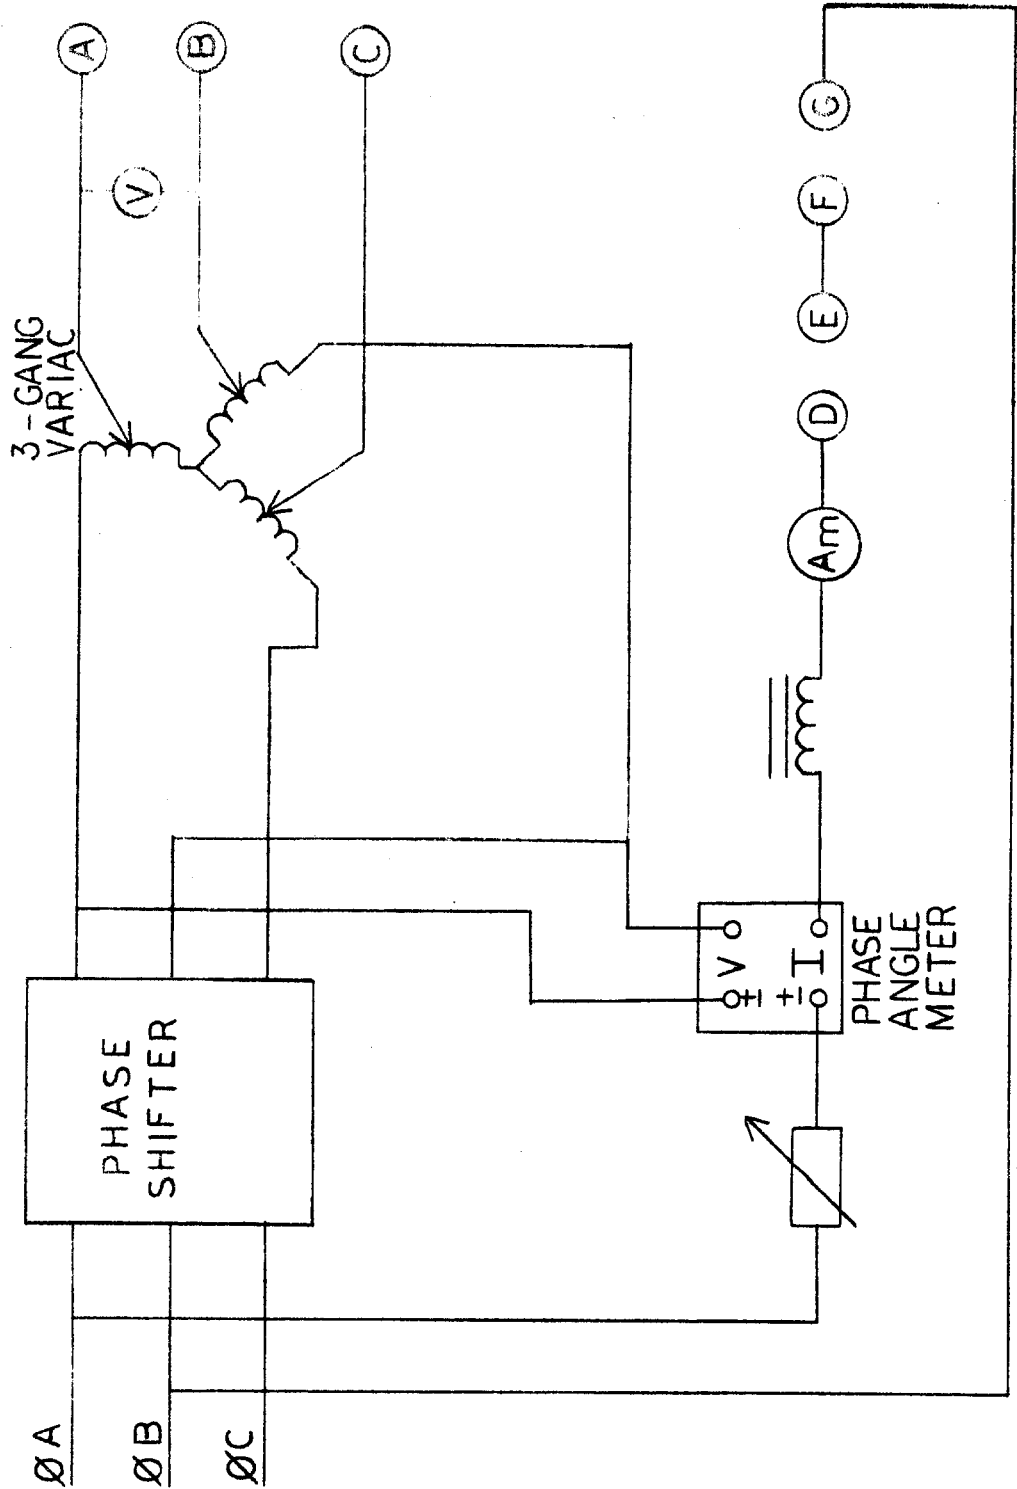 ØA
ØB
ØC
PHASE
SHIFTER
3-GANG
VARIAC
A
B
C
V
V
±
±
I
PHASE
ANGLE
METER
Am
D
E
F
G